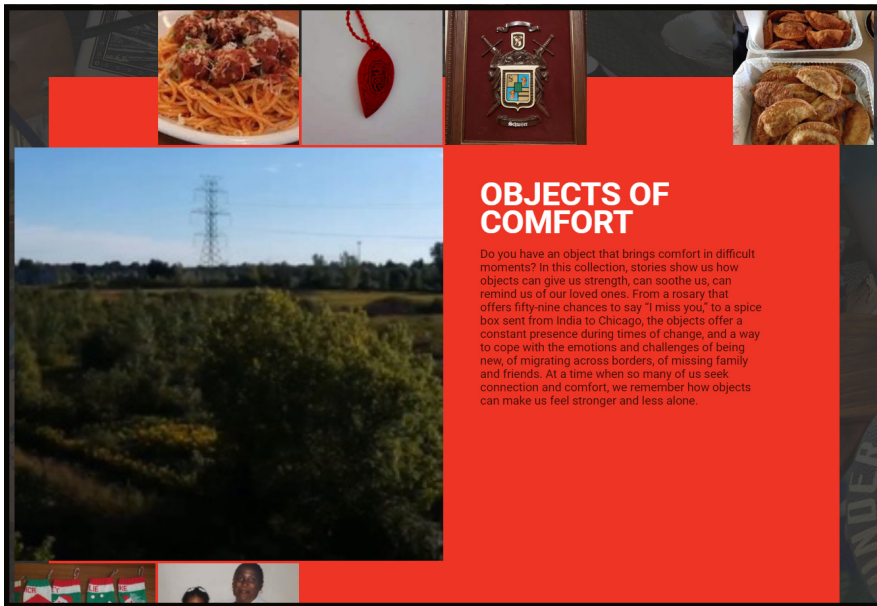 S
Schweizer
OBJECTS OF
COMFORT
Do you have an object that brings comfort in difficult
moments? In this collection, stories show us how
objects can give us strength, can soothe us, can
remind us of our loved ones. From a rosary that
offers fifty-nine chances to say “I miss you,” to a spice
box sent from India to Chicago, the objects offer a
constant presence during times of change, and a way
to cope with the emotions and challenges of being
new, of migrating across borders, of missing family
and friends. At a time when so many of us seek
connection and comfort, we remember how objects
can make us feel stronger and less alone.
UNDER